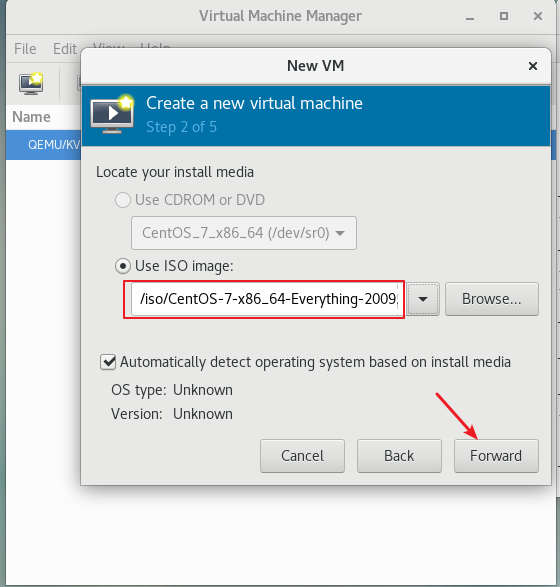 Virtual Machine Manager
File Edit View Help
New VM
Create a new virtual machine
Step 2 of 5
Name
QEMU/KV
Locate your install media
Use CDROM or DVD
CentOS_7_x86_64 (/dev/sr0)
Use ISO image:
/iso/CentOS-7-x86_64-Everything-2009
Browse...
Automatically detect operating system based on install media
OS type: Unknown
Version: Unknown
Cancel Back Forward